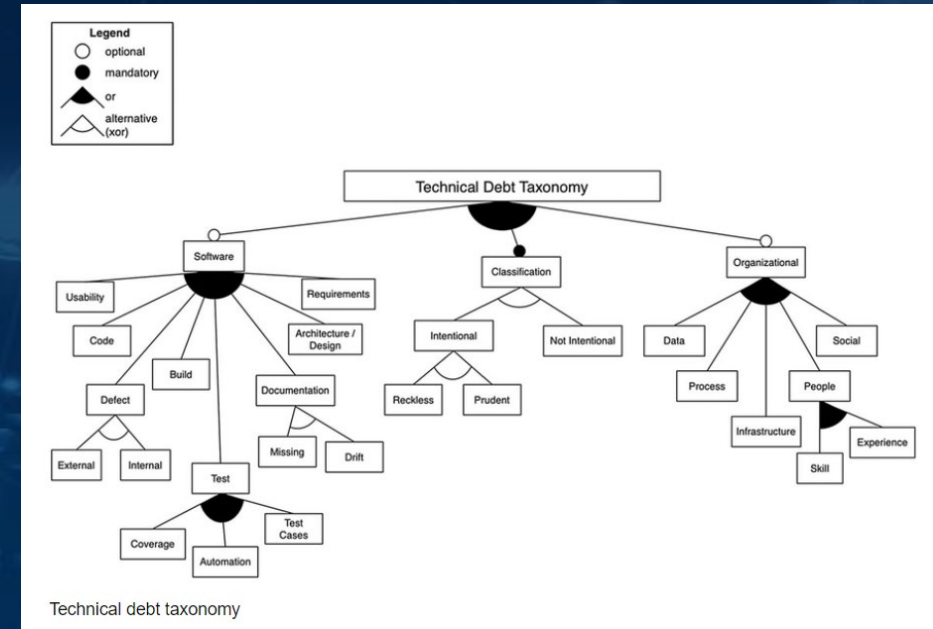 Legend
optional
mandatory
or
alternative
(xor)
Technical Debt Taxonomy
Software
Classification
Organizational
Usability
Requirements
Code
Architecture /
Design
Intentional
Not Intentional
Data
Social
Build
Defect
Documentation
Reckless
Prudent
Process
People
External
Internal
Missing
Drift
Infrastructure
Experience
Skill
Test
Coverage
Test
Cases
Automation
Technical debt taxonomy